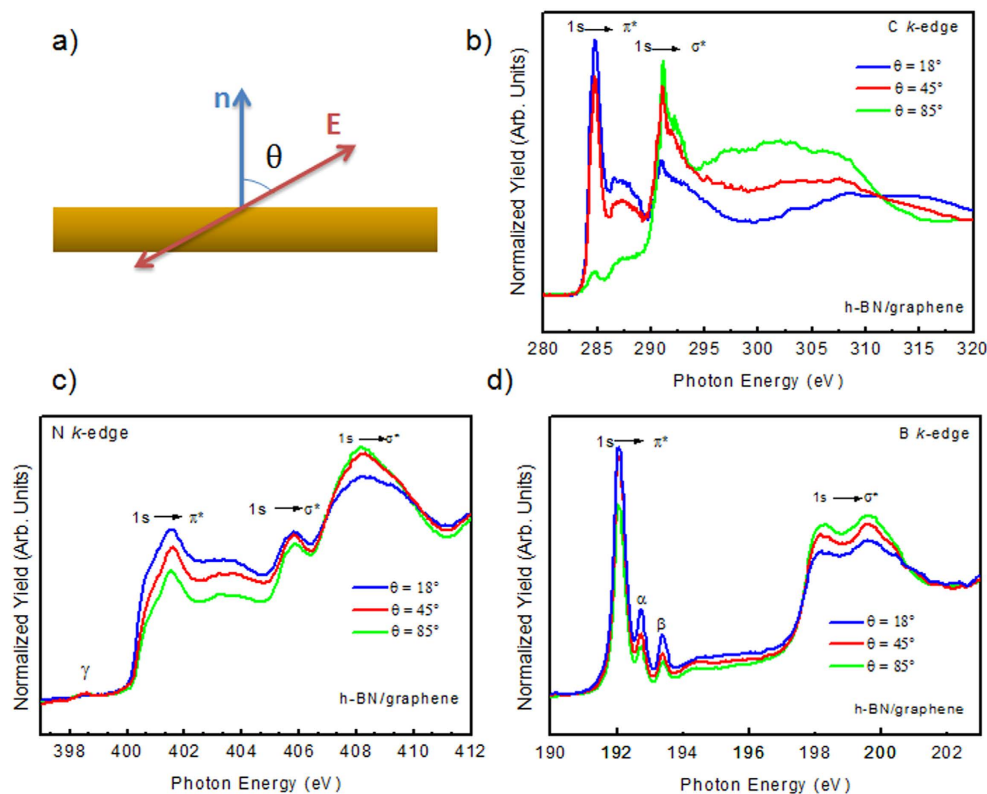 a)
n
E
θ
b)
1s → π*
1s → σ*
C k-edge
θ = 18°
θ = 45°
θ = 85°
h-BN/graphene
Normalized Yield (Arb. Units)
280 285 290 295 300 305 310 315 320
Photon Energy (eV)
c)
N k-edge
1s → π*
1s → σ*
1s → σ*
γ
θ = 18°
θ = 45°
θ = 85°
h-BN/graphene
Normalized Yield (Arb. Units)
398 400 402 404 406 408 410 412
Photon Energy (eV)
d)
1s → π*
B k-edge
1s → σ*
α
β
θ = 18°
θ = 45°
θ = 85°
h-BN/graphene
Normalized Yield (Arb. Units)
190 192 194 196 198 200 202
Photon Energy (eV)